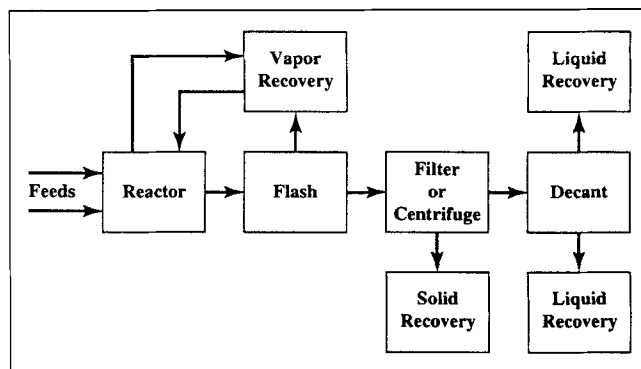 Vapor
Recovery
Liquid
Recovery
Feeds
Reactor
Flash
Filter
or
Centrifuge
Decant
Solid
Recovery
Liquid
Recovery